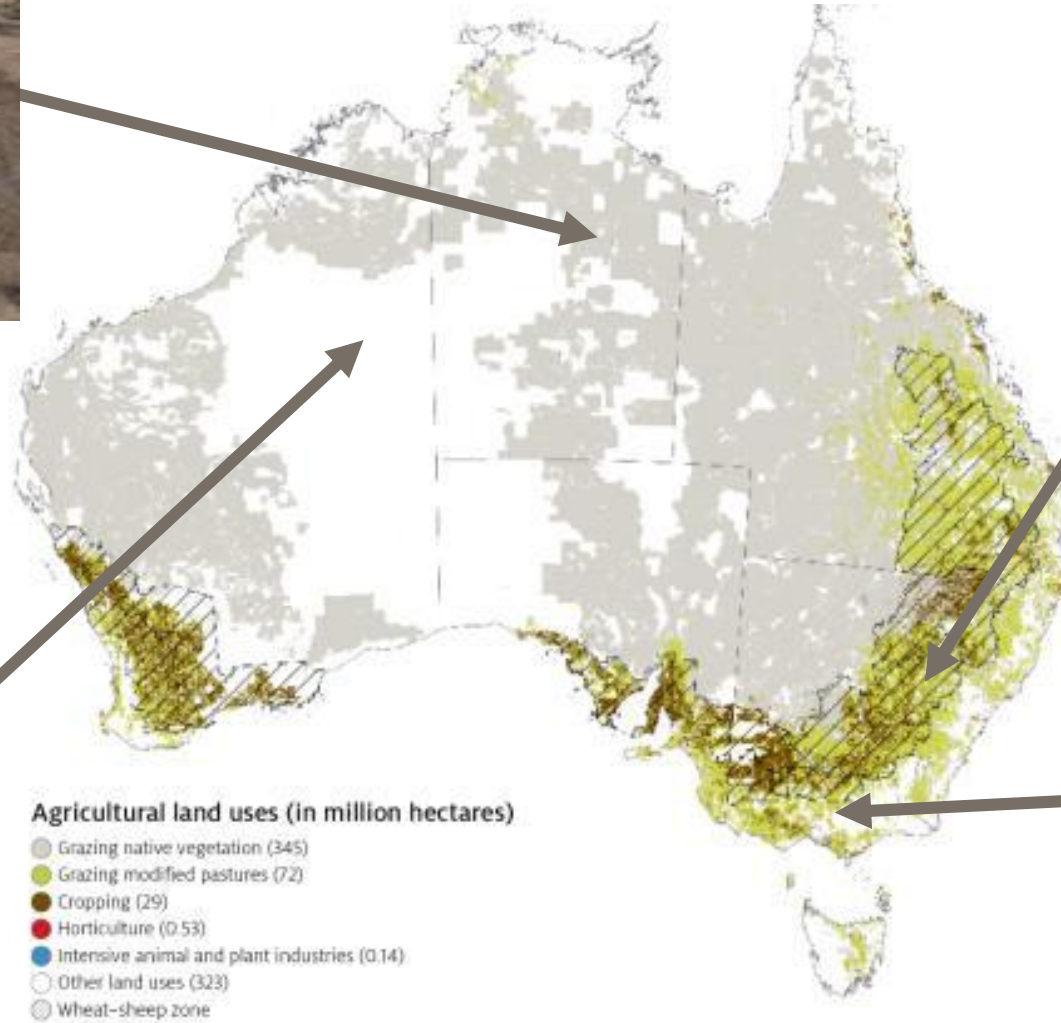 Agricultural land uses (in million hectares)
Grazing native vegetation (345)
Grazing modified pastures (72)
Cropping (29)
Horticulture (0.53)
Intensive animal and plant industries (0.14)
Other land uses (323)
Wheat-sheep zone